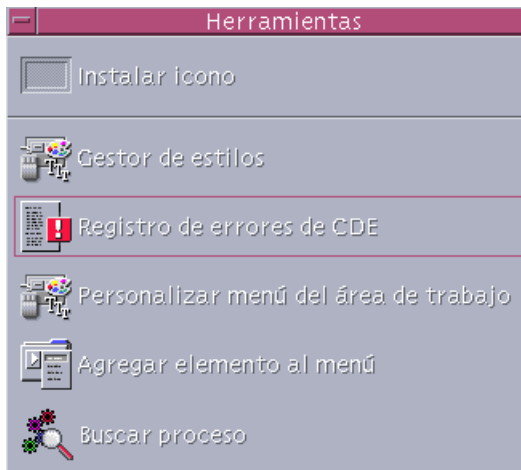 Herramientas
Instalar icono
Gestor de estilos
Registro de errores de CDE
Personalizar menú del área de trabajo
Agregar elemento al menú
Buscar proceso